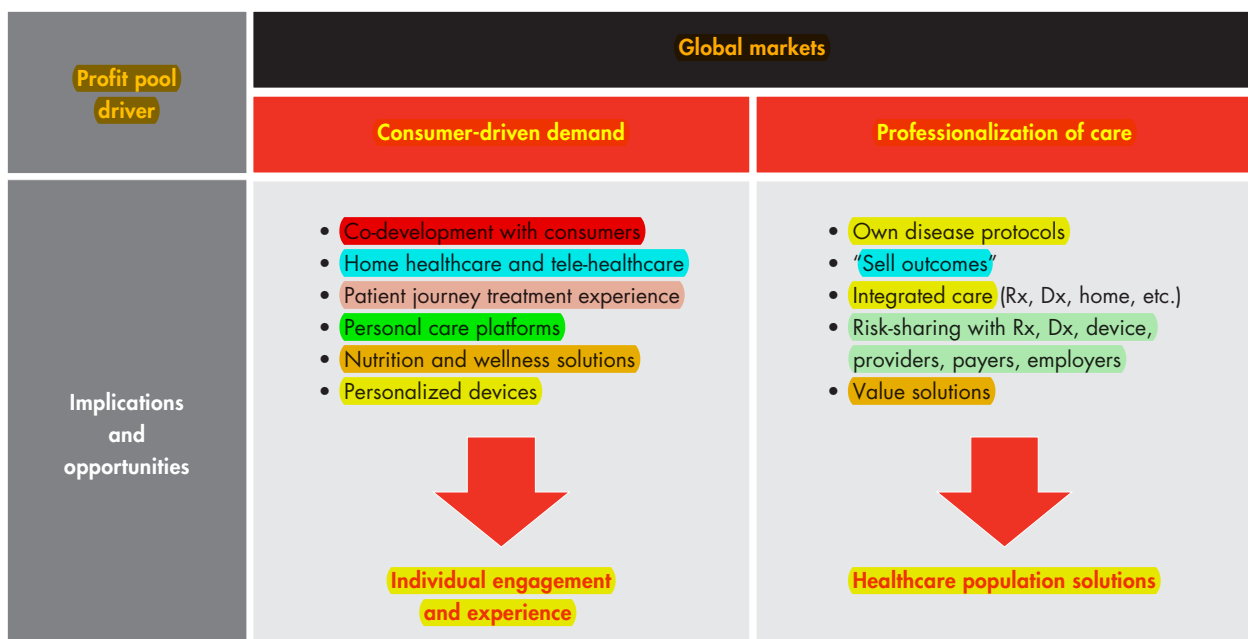 Profit pool
driver
Global markets
Consumer-driven demand
Professionalization of care
Implications
and
opportunities
• Co-development with consumers
• Home healthcare and tele-healthcare
• Patient journey treatment experience
• Personal care platforms
• Nutrition and wellness solutions
• Personalized devices
Individual engagement
and experience
• Own disease protocols
• “Sell outcomes”
• Integrated care (Rx, Dx, home, etc.)
• Risk-sharing with Rx, Dx, device,
providers, payers, employers
• Value solutions
Healthcare population solutions